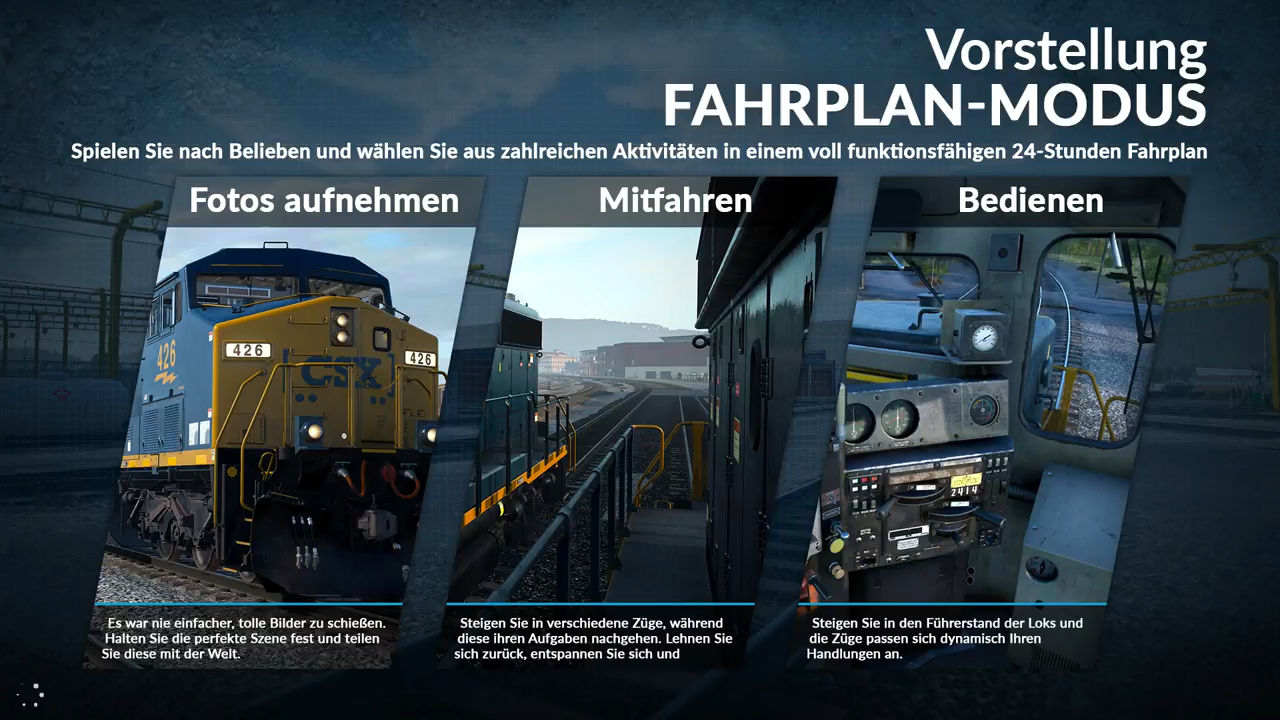 Vorstellung
FAHRPLAN-MODUS
Spielen Sie nach Belieben und wählen Sie aus zahlreichen Aktivitäten in einem voll funktionsfähigen 24-Stunden Fahrplan
Fotos aufnehmen
Mitfahren
Bedienen
426
426
426
CSX
2414
Es war nie einfacher, tolle Bilder zu schießen.
Halten Sie die perfekte Szene fest und teilen
Sie diese mit der Welt.
Steigen Sie in verschiedene Züge, während
diese ihren Aufgaben nachgehen. Lehnen Sie
sich zurück, entspannen Sie sich und
Steigen Sie in den Führerstand der Loks und
die Züge passen sich dynamisch Ihren
Handlungen an.